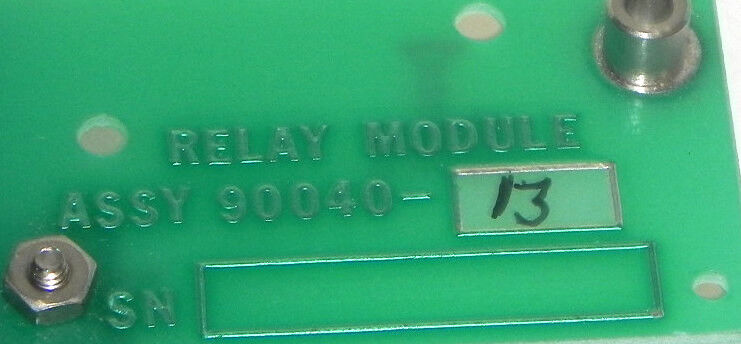 RELAY MODULE
ASSY 90040-13
SN